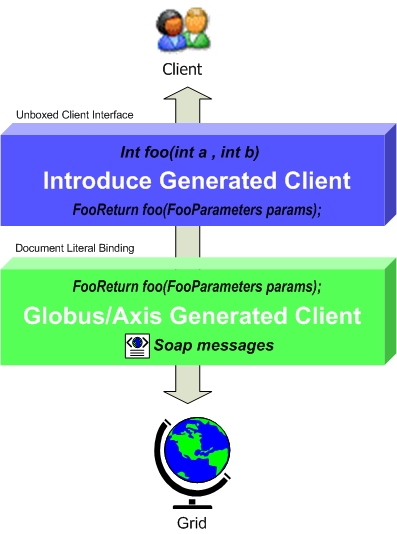 Client
Unboxed Client Interface
Int foo(int a , int b)
Introduce Generated Client
FooReturn foo(FooParameters params);
Document Literal Binding
FooReturn foo(FooParameters params);
Globus/Axis Generated Client
Soap messages
Grid